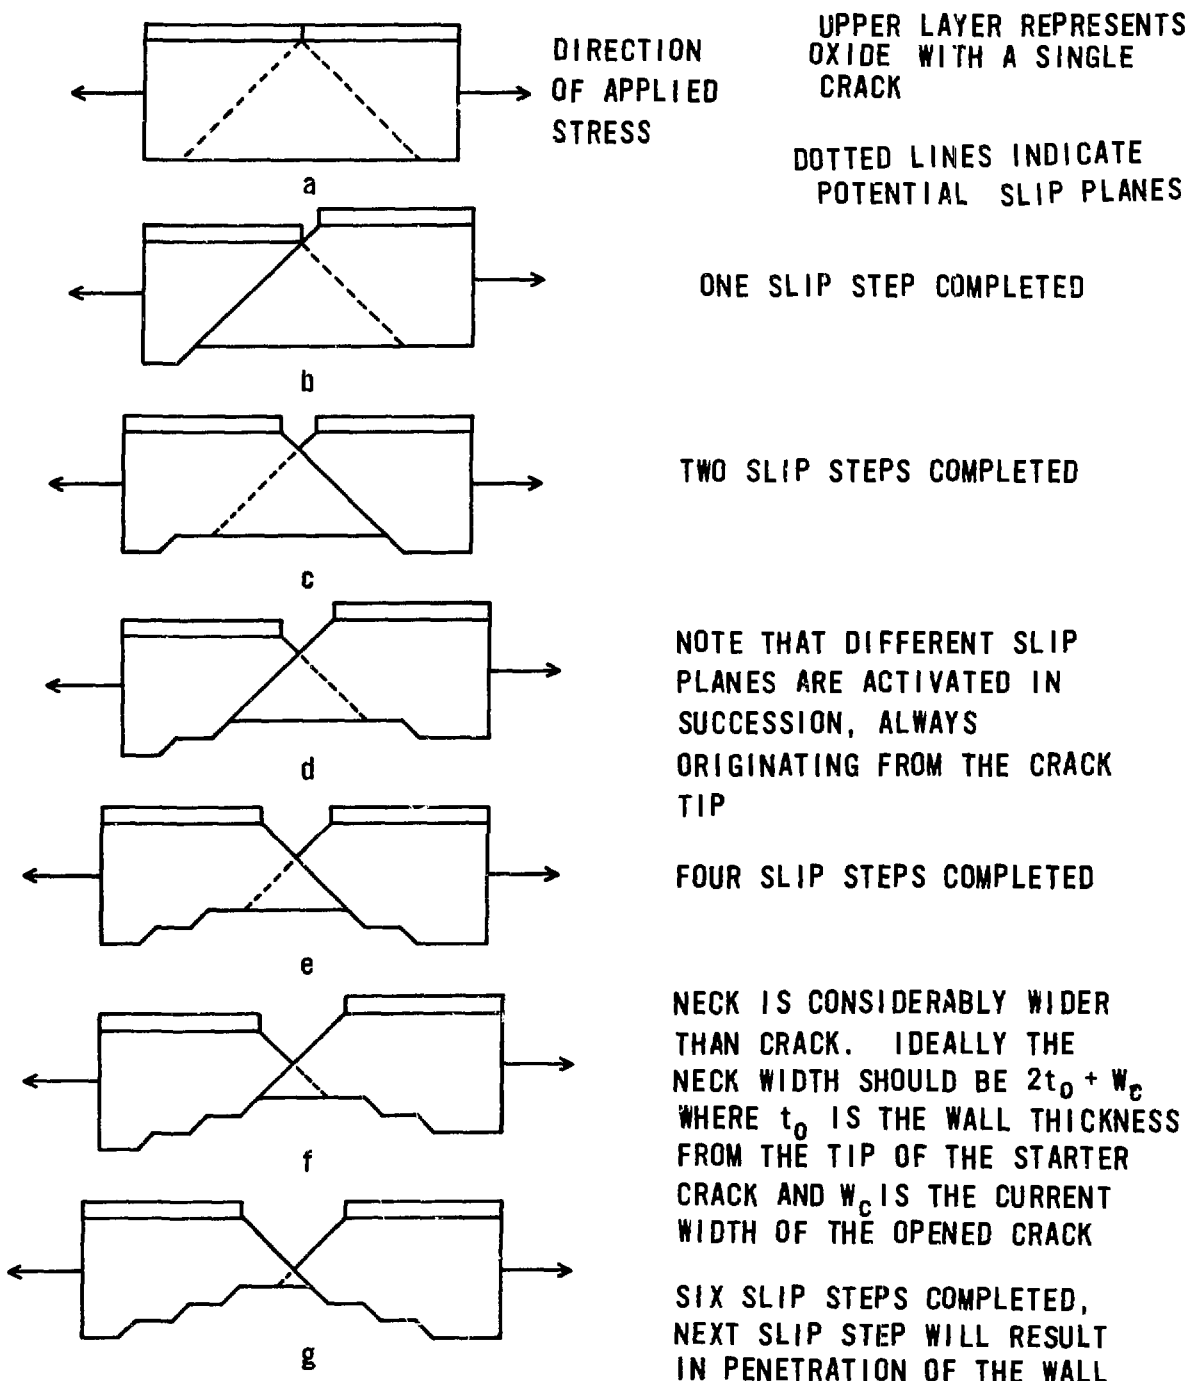 DIRECTION
OF APPLIED
STRESS
UPPER LAYER REPRESENTS
OXIDE WITH A SINGLE
CRACK
DOTTED LINES INDICATE
POTENTIAL SLIP PLANES
a
ONE SLIP STEP COMPLETED
b
TWO SLIP STEPS COMPLETED
c
NOTE THAT DIFFERENT SLIP
PLANES ARE ACTIVATED IN
SUCCESSION, ALWAYS
ORIGINATING FROM THE CRACK
TIP
d
FOUR SLIP STEPS COMPLETED
e
NECK IS CONSIDERABLY WIDER
THAN CRACK. IDEALLY THE
NECK WIDTH SHOULD BE 2t₀ + W_c
WHERE t₀ IS THE WALL THICKNESS
FROM THE TIP OF THE STARTER
CRACK AND W_c IS THE CURRENT
WIDTH OF THE OPENED CRACK
f
SIX SLIP STEPS COMPLETED,
NEXT SLIP STEP WILL RESULT
IN PENETRATION OF THE WALL
g